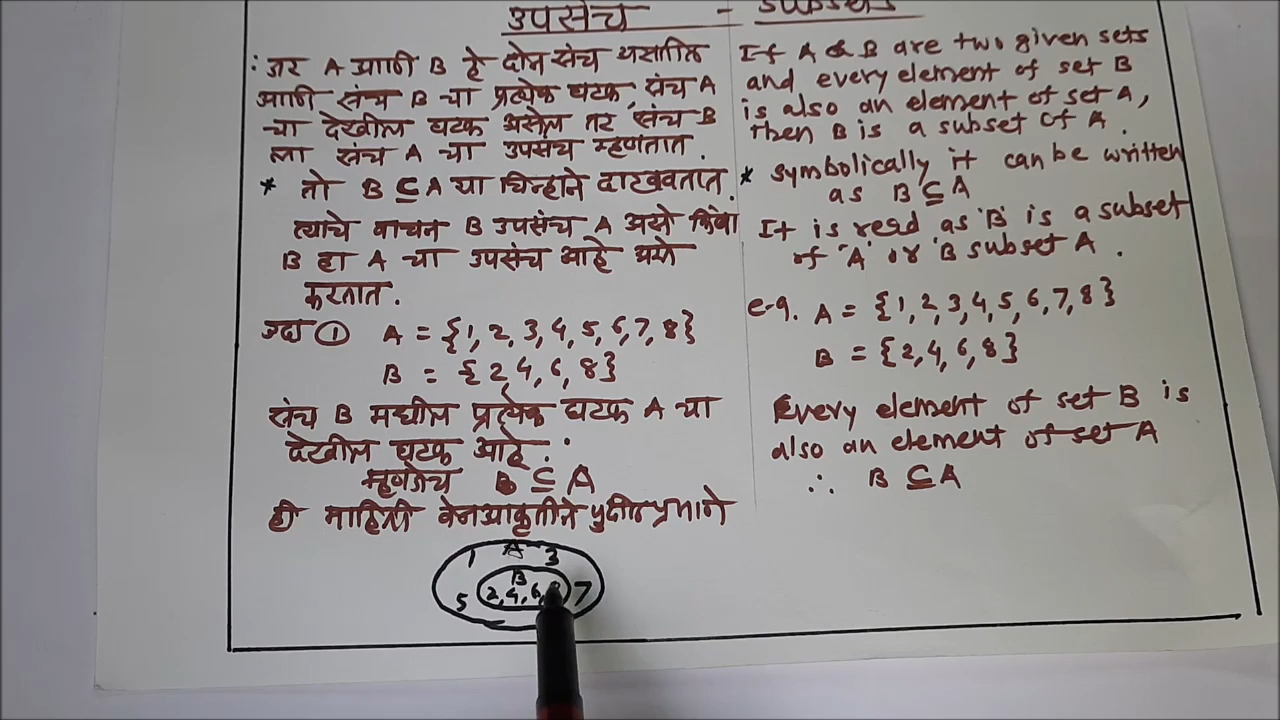 उपसंच - subsets
: जर A आणी B हे दोन संच असतील
आणी संच B चा प्रत्येक घटक, संच A
चा देखील घटक असेल तर संच B
ला संच A चा उपसंच म्हणतात.
* तो B ⊆ A या चिन्हाने दाखवतात.
त्याचे वाचन B उपसंच A असे किंवा
B हा A चा उपसंच आहे असे
करतात.
उदा ① A = {1, 2, 3, 4, 5, 6, 7, 8}
B = {2, 4, 6, 8}
संच B मधील प्रत्येक घटक A चा
देखील घटक आहे.
म्हणजेच B ⊆ A
ही माहिती वेन आकृतीने पुढील प्रमाणे
1 A 3
B
5 2, 4, 6, 8 7
If A & B are two given sets
and every element of set B
is also an element of set A,
then B is a subset of A.
* symbolically it can be written
as B ⊆ A
It is read as 'B' is a subset
of 'A' or 'B subset A.
e.g. A = {1, 2, 3, 4, 5, 6, 7, 8}
B = {2, 4, 6, 8}
Every element of set B is
also an element of set A
∴ B ⊆ A